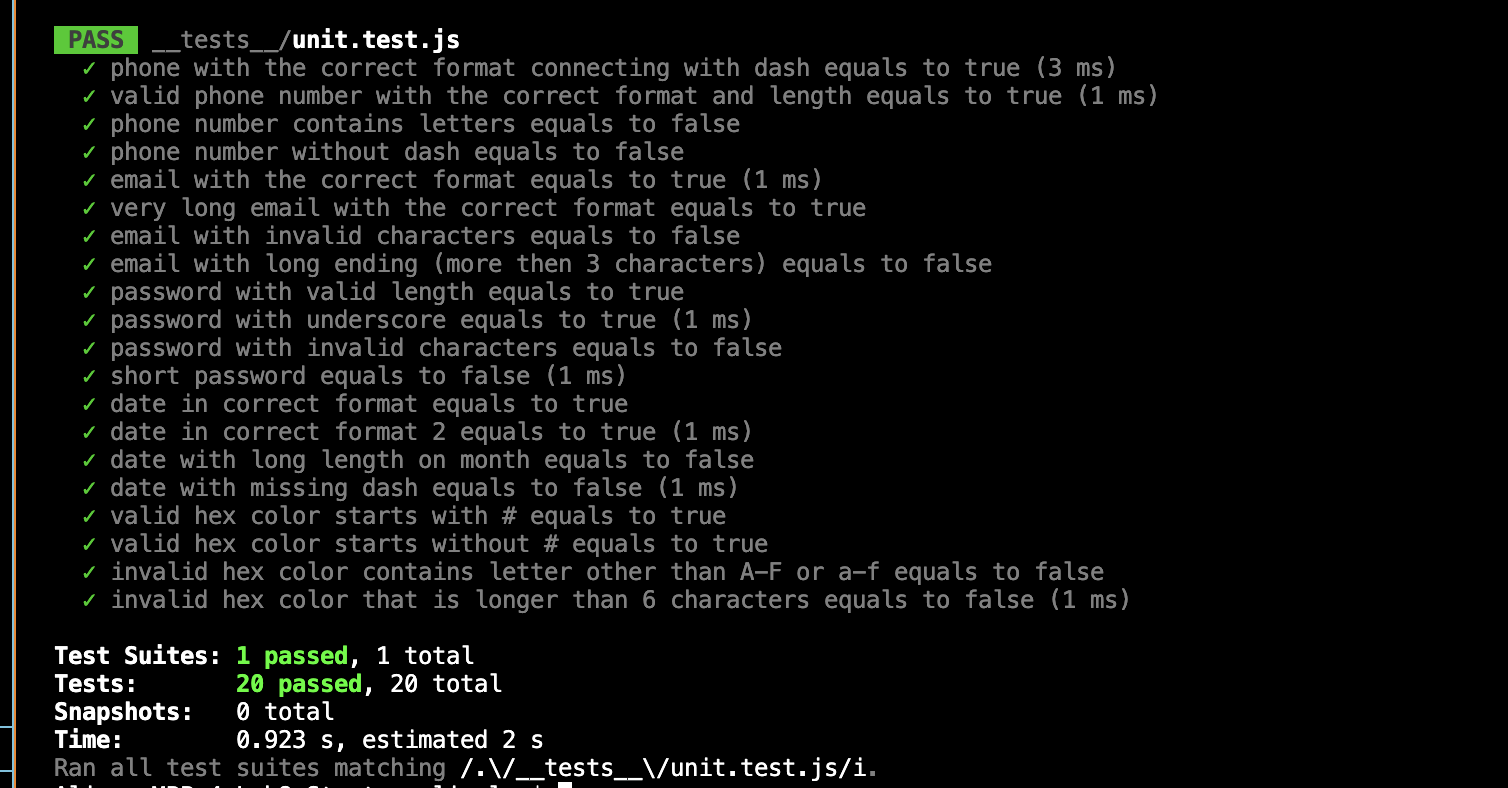 PASS __tests__/unit.test.js
✓ phone with the correct format connecting with dash equals to true (3 ms)
✓ valid phone number with the correct format and length equals to true (1 ms)
✓ phone number contains letters equals to false
✓ phone number without dash equals to false
✓ email with the correct format equals to true (1 ms)
✓ very long email with the correct format equals to true
✓ email with invalid characters equals to false
✓ email with long ending (more then 3 characters) equals to false
✓ password with valid length equals to true
✓ password with underscore equals to true (1 ms)
✓ password with invalid characters equals to false
✓ short password equals to false (1 ms)
✓ date in correct format equals to true
✓ date in correct format 2 equals to true (1 ms)
✓ date with long length on month equals to false
✓ date with missing dash equals to false (1 ms)
✓ valid hex color starts with # equals to true
✓ valid hex color starts without # equals to true
✓ invalid hex color contains letter other than A-F or a-f equals to false
✓ invalid hex color that is longer than 6 characters equals to false (1 ms)
Test Suites: 1 passed, 1 total
Tests: 20 passed, 20 total
Snapshots: 0 total
Time: 0.923 s, estimated 2 s
Ran all test suites matching /.\/__tests__\/unit.test.js/i.